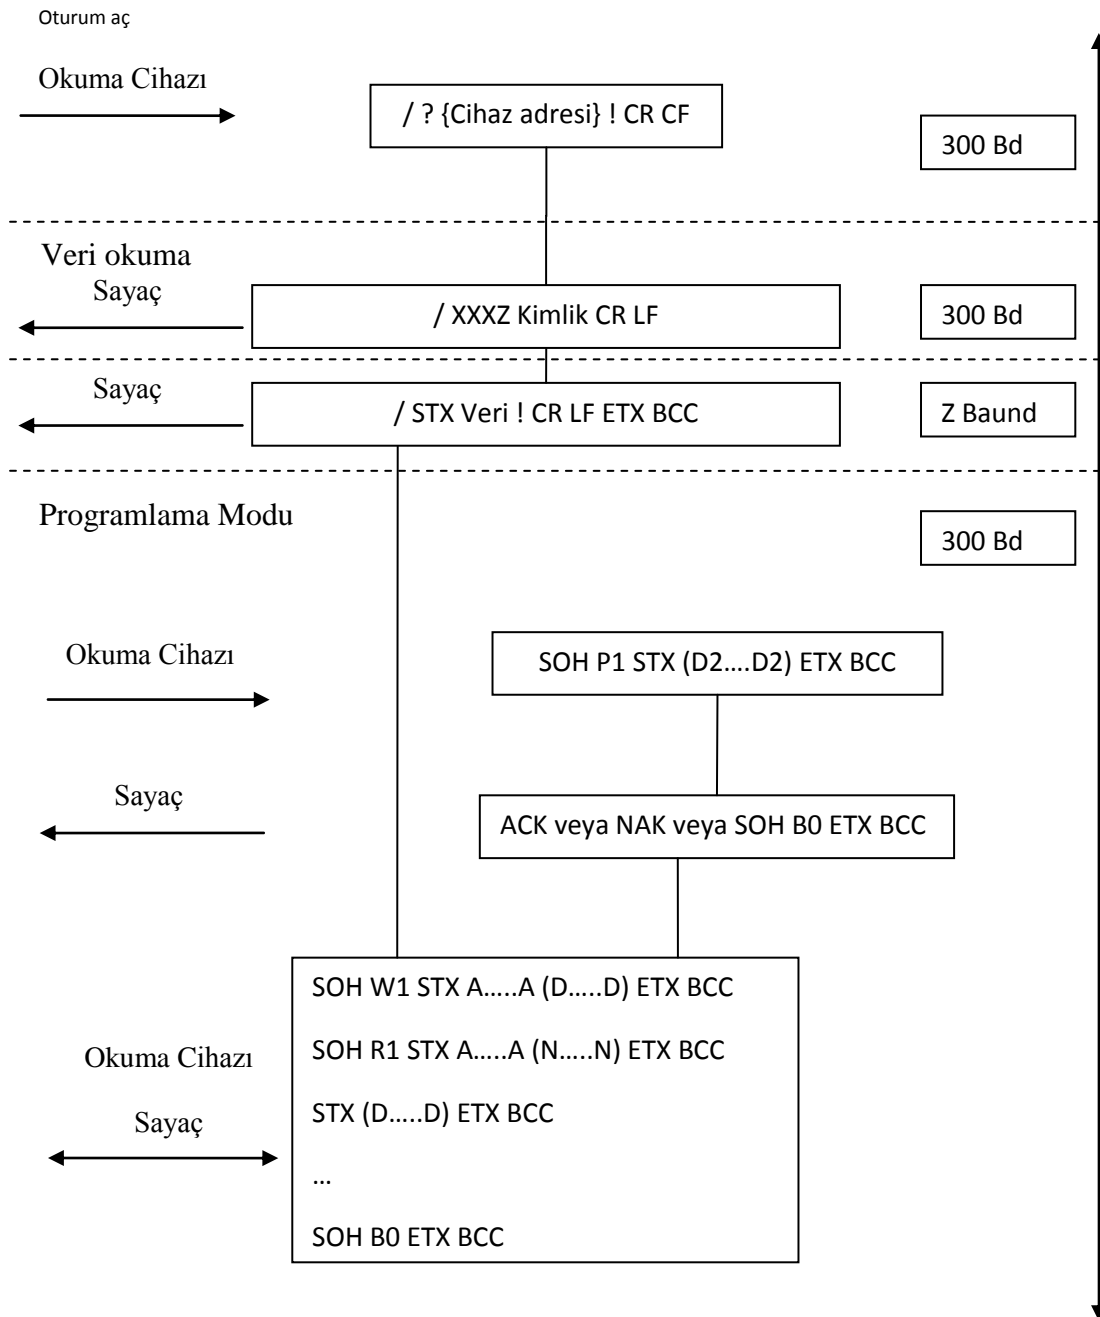 Oturum aç
Okuma Cihazı
/ ? {Cihaz adresi} ! CR CF
300 Bd
Veri okuma
Sayaç
/ XXXZ Kimlik CR LF
300 Bd
Sayaç
/ STX Veri ! CR LF ETX BCC
Z Baund
Programlama Modu
300 Bd
Okuma Cihazı
SOH P1 STX (D2....D2) ETX BCC
Sayaç
ACK veya NAK veya SOH B0 ETX BCC
SOH W1 STX A.....A (D.....D) ETX BCC
SOH R1 STX A.....A (N.....N) ETX BCC
Okuma Cihazı
STX (D.....D) ETX BCC
Sayaç
...
SOH B0 ETX BCC